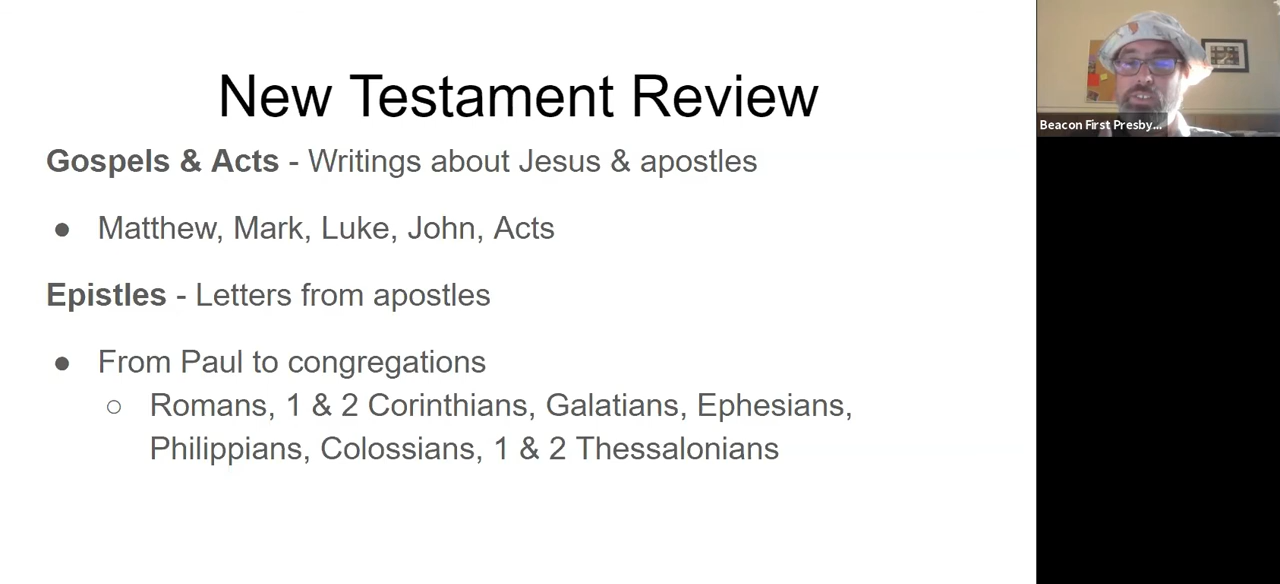 New Testament Review
Gospels & Acts - Writings about Jesus & apostles
● Matthew, Mark, Luke, John, Acts
Epistles - Letters from apostles
● From Paul to congregations
○ Romans, 1 & 2 Corinthians, Galatians, Ephesians,
Philippians, Colossians, 1 & 2 Thessalonians
Beacon First Presby...